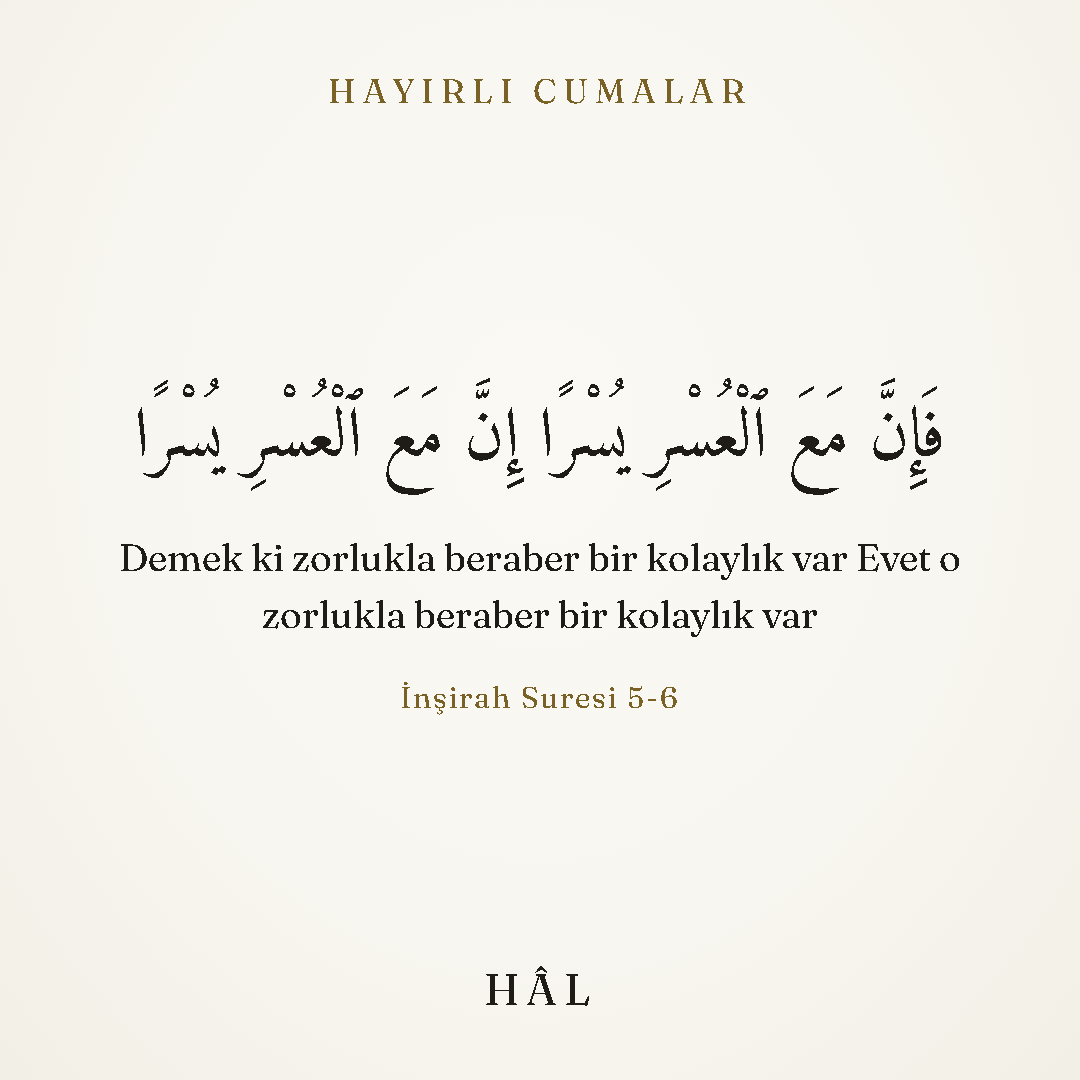 HAYIRLI CUMALAR
فَإِنَّ مَعَ ٱلْعُسْرِ يُسْرًا إِنَّ مَعَ ٱلْعُسْرِ يُسْرًا
Demek ki zorlukla beraber bir kolaylık var Evet o
zorlukla beraber bir kolaylık var
İnşirah Suresi 5-6
HÂL